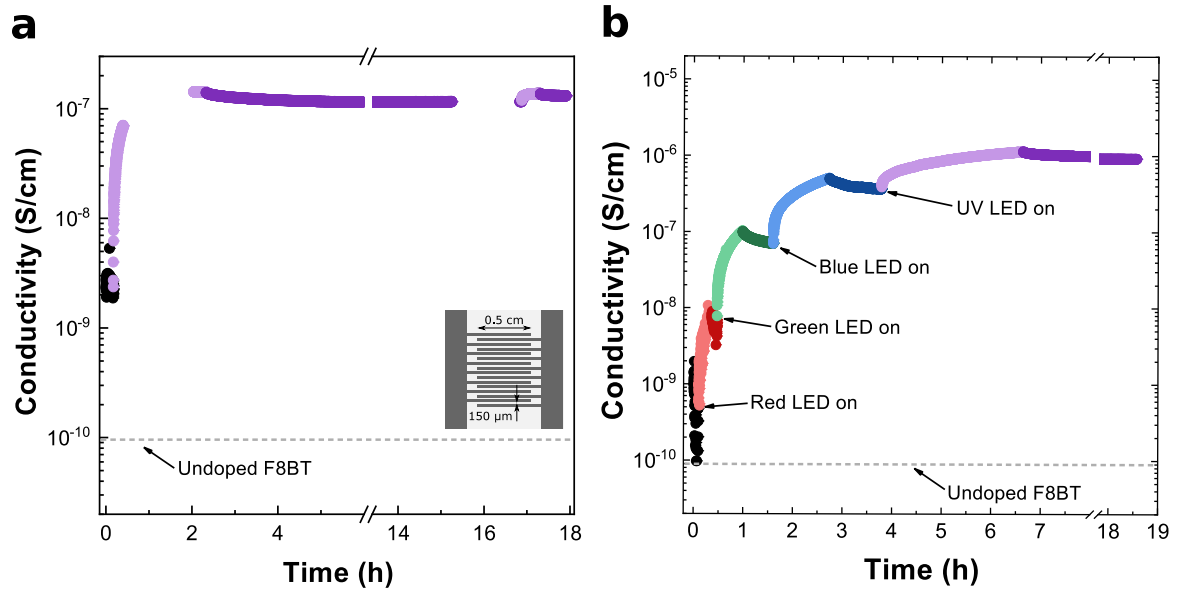 a
Conductivity (S/cm)
10⁻⁷
10⁻⁸
10⁻⁹
10⁻¹⁰
0.5 cm
150 µm
Undoped F8BT
0 2 4 14 16 18
Time (h)
b
Conductivity (S/cm)
10⁻⁵
10⁻⁶
10⁻⁷
10⁻⁸
10⁻⁹
10⁻¹⁰
UV LED on
Blue LED on
Green LED on
Red LED on
Undoped F8BT
0 1 2 3 4 5 6 7 18 19
Time (h)